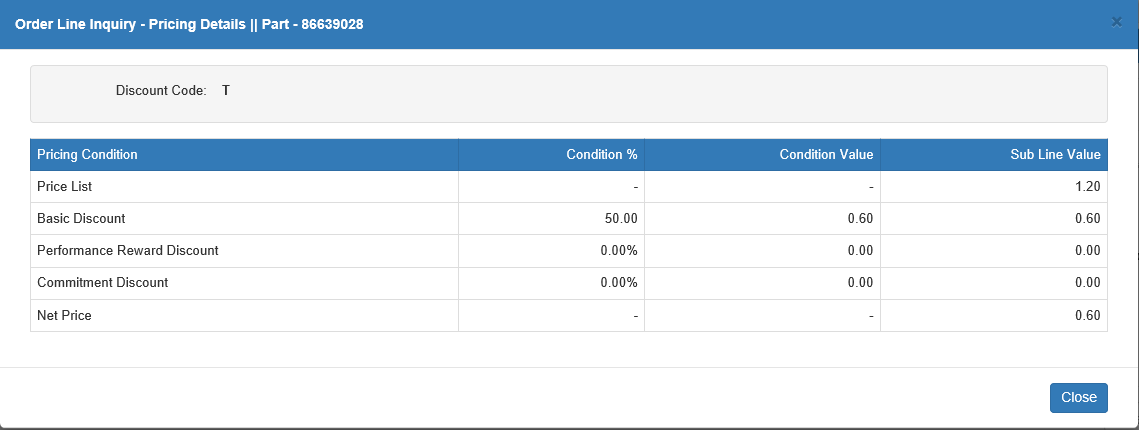 Order Line Inquiry - Pricing Details || Part - 86639028 ×
Discount Code: T
Pricing Condition Condition % Condition Value Sub Line Value
Price List - - 1.20
Basic Discount 50.00 0.60 0.60
Performance Reward Discount 0.00% 0.00 0.00
Commitment Discount 0.00% 0.00 0.00
Net Price - - 0.60
Close